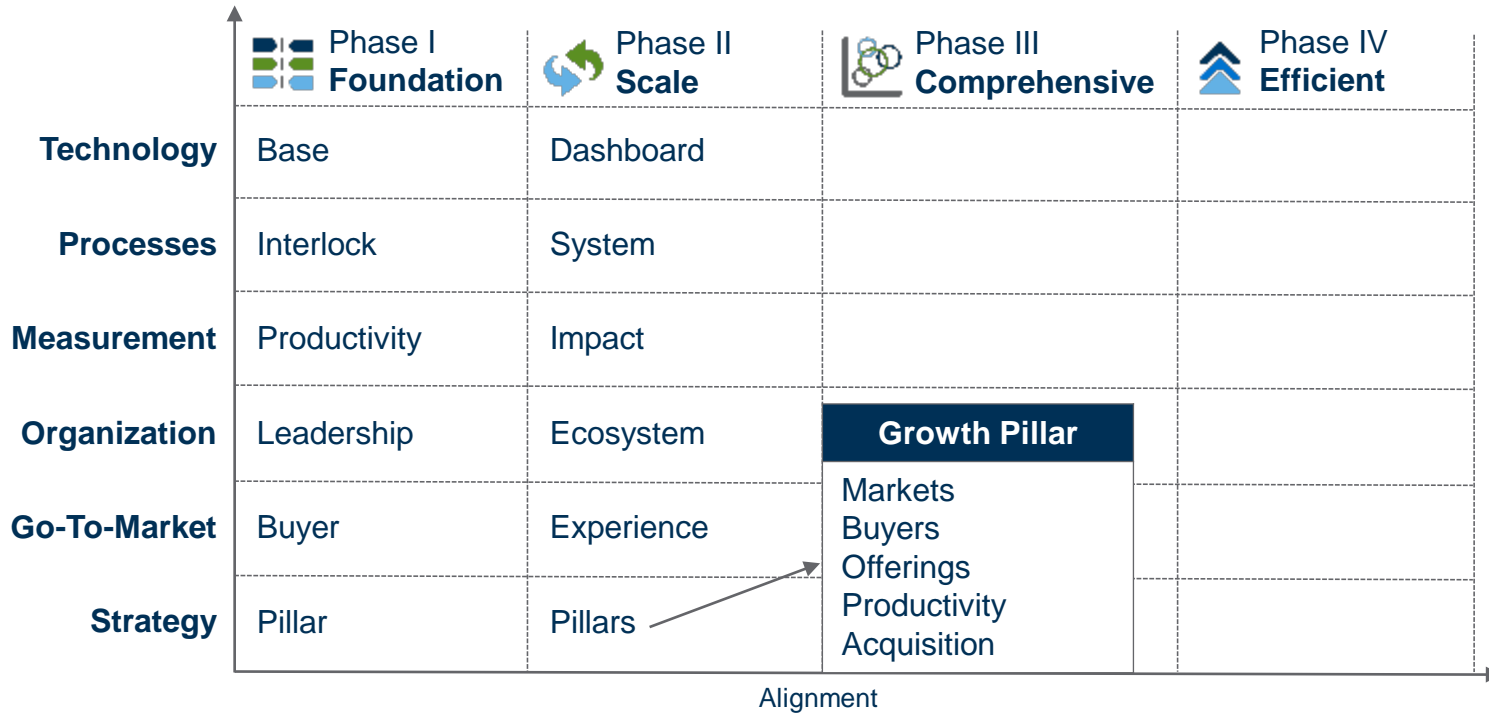 Phase I
Foundation
Phase II
Scale
Phase III
Comprehensive
Phase IV
Efficient
Technology
Base
Dashboard
Processes
Interlock
System
Measurement
Productivity
Impact
Organization
Leadership
Ecosystem
Growth Pillar
Markets
Buyers
Offerings
Productivity
Acquisition
Go-To-Market
Buyer
Experience
Strategy
Pillar
Pillars
Alignment